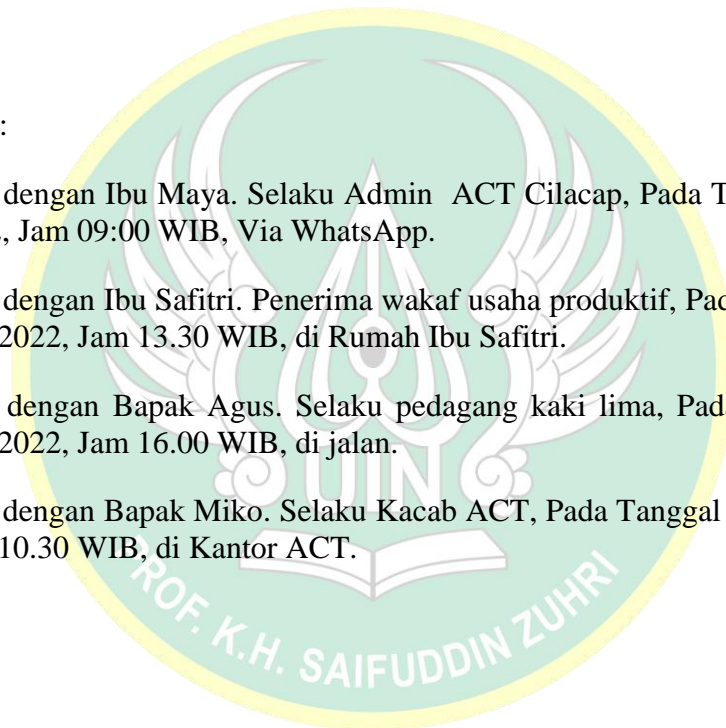 :
dengan Ibu Maya. Selaku Admin ACT Cilacap, Pada T
, Jam 09:00 WIB, Via WhatsApp.
dengan Ibu Safitri. Penerima wakaf usaha produktif, Pad
2022, Jam 13.30 WIB, di Rumah Ibu Safitri.
dengan Bapak Agus. Selaku pedagang kaki lima, Pada
2022, Jam 16.00 WIB, di jalan.
dengan Bapak Miko. Selaku Kacab ACT, Pada Tanggal
10.30 WIB, di Kantor ACT.
UIN
PROF. K.H. SAIFUDDIN ZUHRI